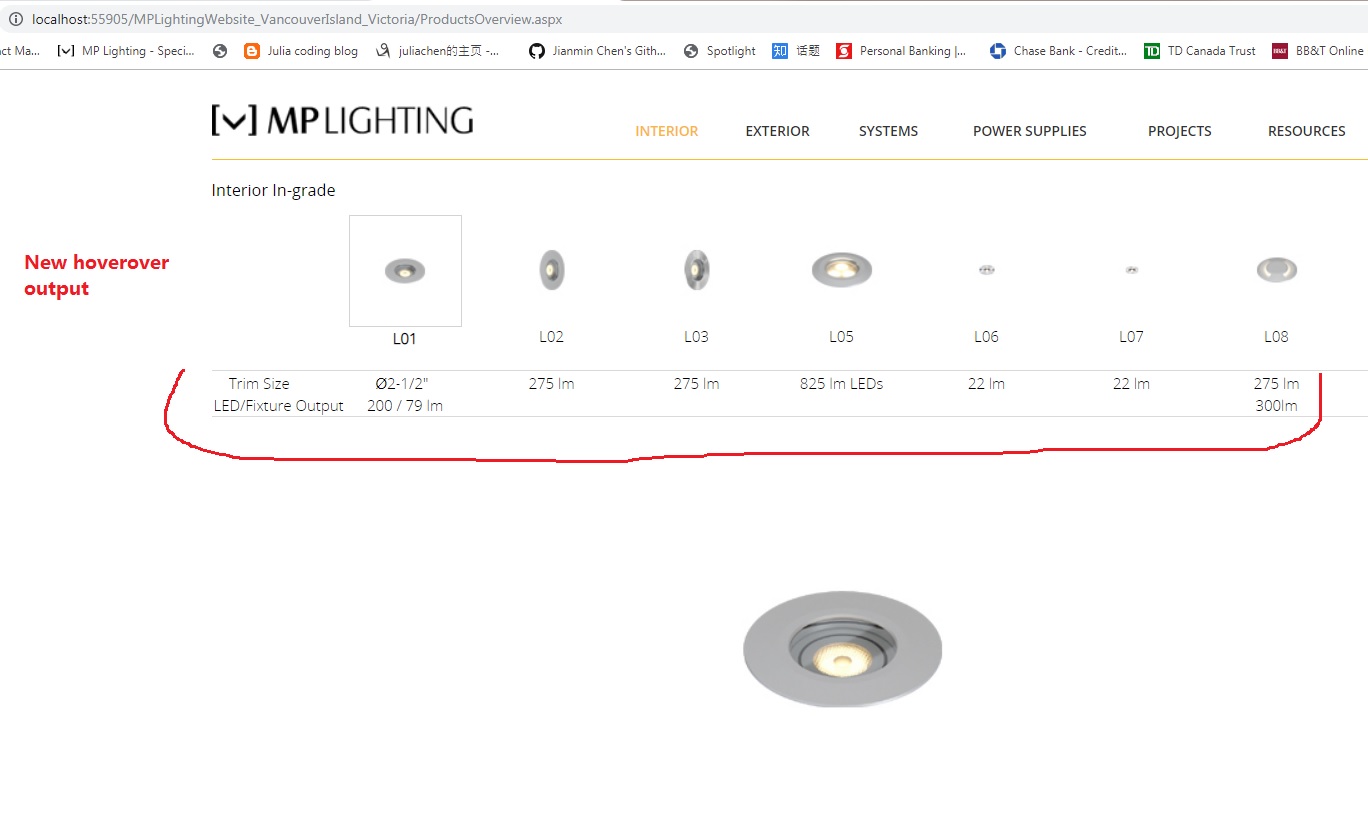 localhost:55905/MPLightingWebsite_VancouverIsland_Victoria/ProductsOverview.aspx
ct Ma... [v] MP Lighting - Speci... Julia coding blog juliachen的主页 -... Jianmin Chen's Gith... Spotlight 知 话题 Personal Banking |... Chase Bank - Credit... TD TD Canada Trust BB&T BB&T Online
[v] MPLIGHTING
INTERIOR EXTERIOR SYSTEMS POWER SUPPLIES PROJECTS RESOURCES
Interior In-grade
New hoverover
output
L01 L02 L03 L05 L06 L07 L08
Trim Size Ø2-1/2" 275 lm 275 lm 825 lm LEDs 22 lm 22 lm 275 lm
LED/Fixture Output 200 / 79 lm 300lm